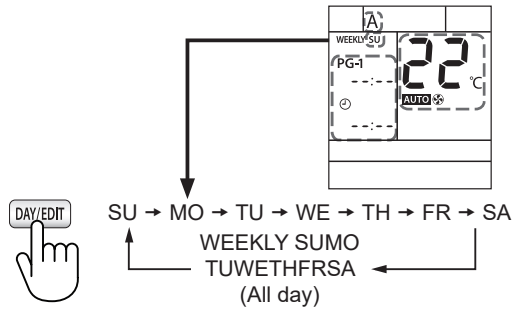 A
WEEKLY SU
PG-1
--:--
--:--
22 °C
AUTO
DAY/EDIT
SU → MO → TU → WE → TH → FR → SA
WEEKLY SUMO
TUWETHFRSA
(All day)